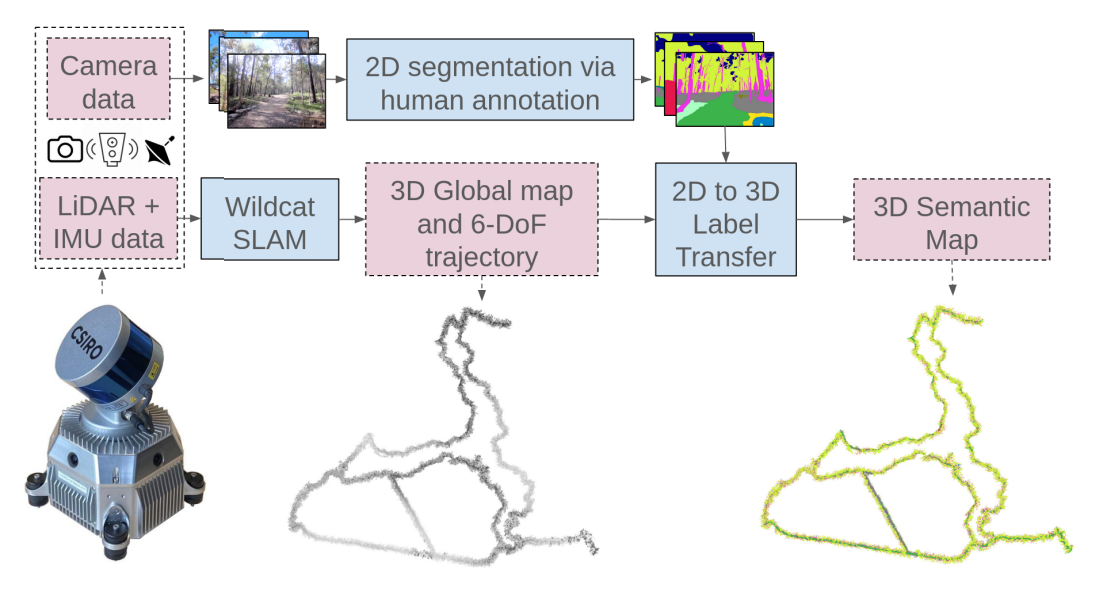 Camera
data
2D segmentation via
human annotation
LiDAR +
IMU data
Wildcat
SLAM
3D Global map
and 6-DoF
trajectory
2D to 3D
Label
Transfer
3D Semantic
Map
CSIRO